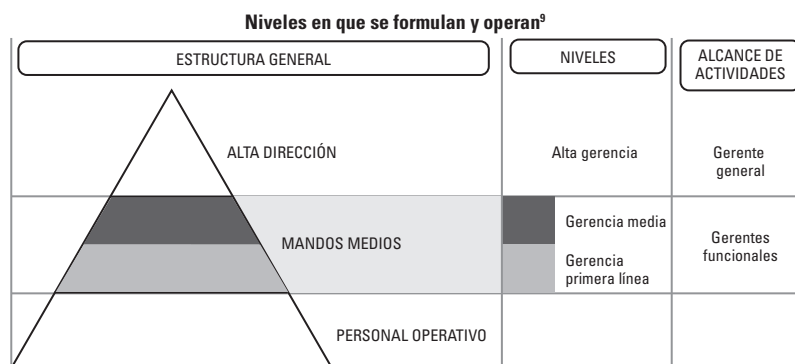 Niveles en que se formulan y operan⁹
ESTRUCTURA GENERAL
NIVELES
ALCANCE DE
ACTIVIDADES
ALTA DIRECCIÓN
Alta gerencia
Gerente
general
MANDOS MEDIOS
Gerencia media
Gerencia
primera línea
Gerentes
funcionales
PERSONAL OPERATIVO